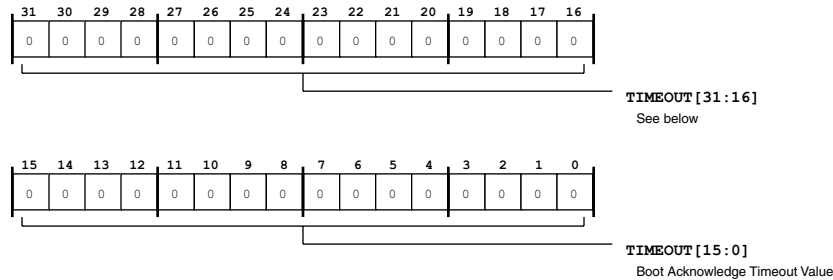 31 30 29 28 27 26 25 24 23 22 21 20 19 18 17 16
0 0 0 0 0 0 0 0 0 0 0 0 0 0 0 0
TIMEOUT[31:16]
See below
15 14 13 12 11 10 9 8 7 6 5 4 3 2 1 0
0 0 0 0 0 0 0 0 0 0 0 0 0 0 0 0
TIMEOUT[15:0]
Boot Acknowledge Timeout Value